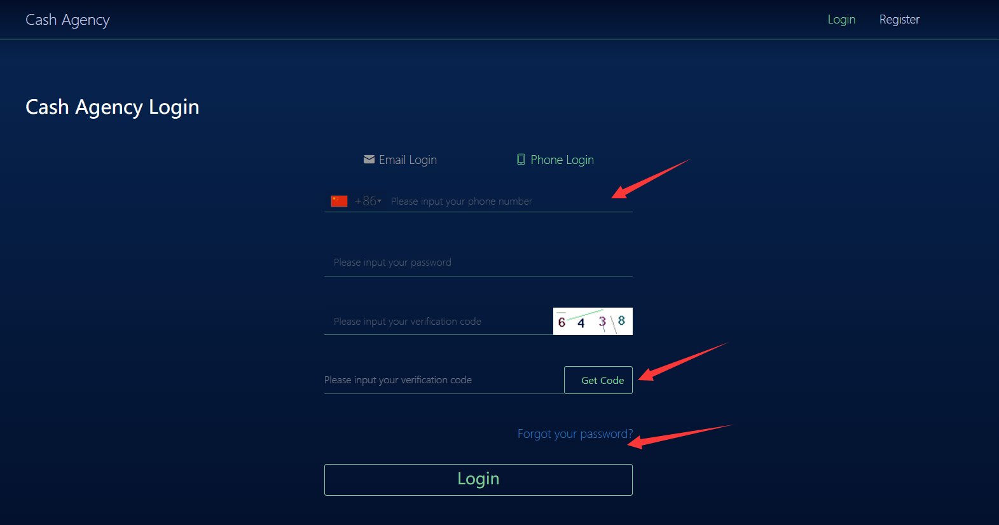 Cash Agency
Login Register
Cash Agency Login
Email Login Phone Login
+86 Please input your phone number
Please input your password
Please input your verification code 6 4 3 8
Please input your verification code Get Code
Forgot your password?
Login